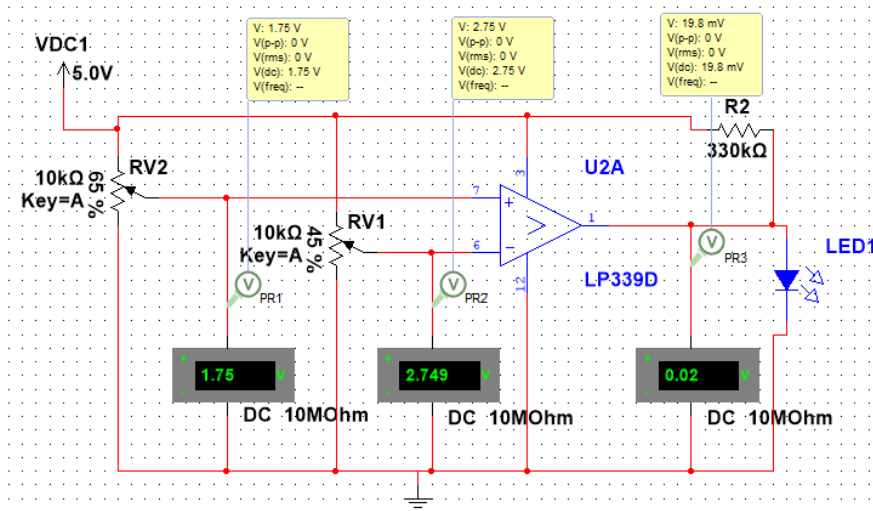 V: 1.75 V
V(p-p): 0 V
V(rms): 0 V
V(dc): 1.75 V
V(freq): --
V: 2.75 V
V(p-p): 0 V
V(rms): 0 V
V(dc): 2.75 V
V(freq): --
V: 19.8 mV
V(p-p): 0 V
V(rms): 0 V
V(dc): 19.8 mV
V(freq): --
VDC1
5.0V
R2
330kΩ
RV2
10kΩ
65 %
Key=A
RV1
10kΩ
45 %
Key=A
U2A
3
7
+
6
−
1
12
LP339D
LED1
V
PR1
V
PR2
V
PR3
+
1.75
V
-
DC 10MOhm
+
2.749
V
-
DC 10MOhm
+
0.02
V
-
DC 10MOhm